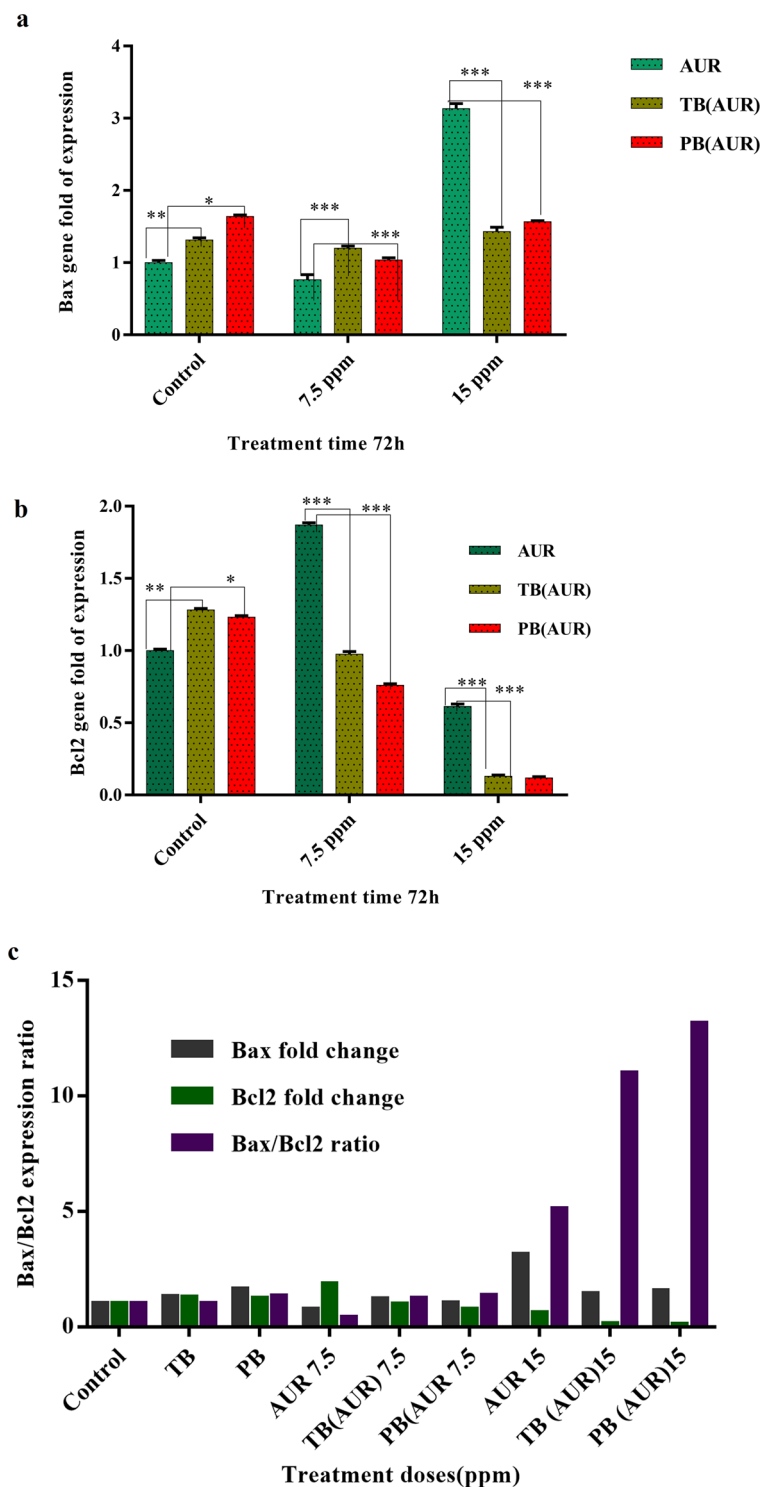 a
Bax gene fold of expression
4
3
2
1
0
** * *** *** *** ***
AUR
TB(AUR)
PB(AUR)
Control 7.5 ppm 15 ppm
Treatment time 72h
b
Bcl2 gene fold of expression
2.0
1.5
1.0
0.5
0.0
** * *** *** *** ***
AUR
TB(AUR)
PB(AUR)
Control 7.5 ppm 15 ppm
Treatment time 72h
c
Bax/Bcl2 expression ratio
15
10
5
0
Bax fold change
Bcl2 fold change
Bax/Bcl2 ratio
Control TB PB AUR 7.5 TB(AUR) 7.5 PB(AUR 7.5 AUR 15 TB (AUR)15 PB (AUR)15
Treatment doses(ppm)